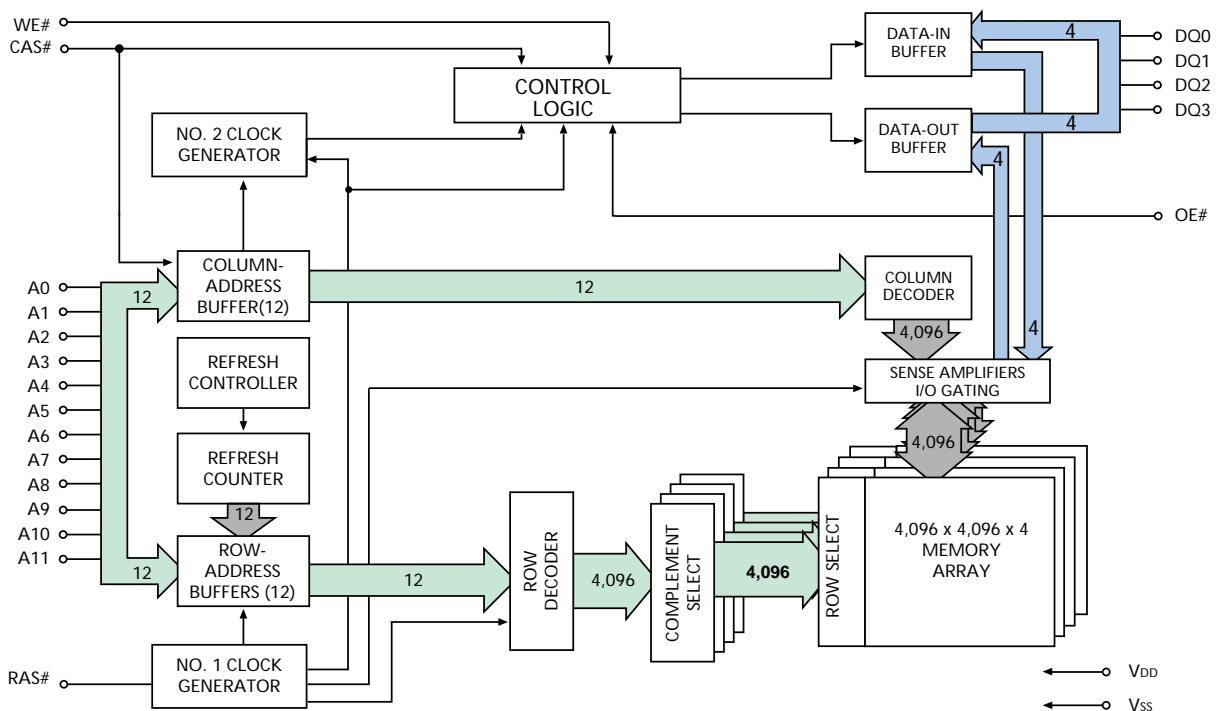 WE#
CAS#
CONTROL
LOGIC
DATA-IN
BUFFER
4
DQ0
DQ1
DQ2
DQ3
DATA-OUT
BUFFER
4
4
NO. 2 CLOCK
GENERATOR
OE#
A0
A1
A2
A3
A4
A5
A6
A7
A8
A9
A10
A11
12
COLUMN-
ADDRESS
BUFFER(12)
12
COLUMN
DECODER
4,096
4
REFRESH
CONTROLLER
SENSE AMPLIFIERS
I/O GATING
4,096
REFRESH
COUNTER
12
12
ROW-
ADDRESS
BUFFERS (12)
12
ROW
DECODER
4,096
COMPLEMENT
SELECT
4,096
ROW SELECT
4,096 x 4,096 x 4
MEMORY
ARRAY
RAS#
NO. 1 CLOCK
GENERATOR
VDD
VSS